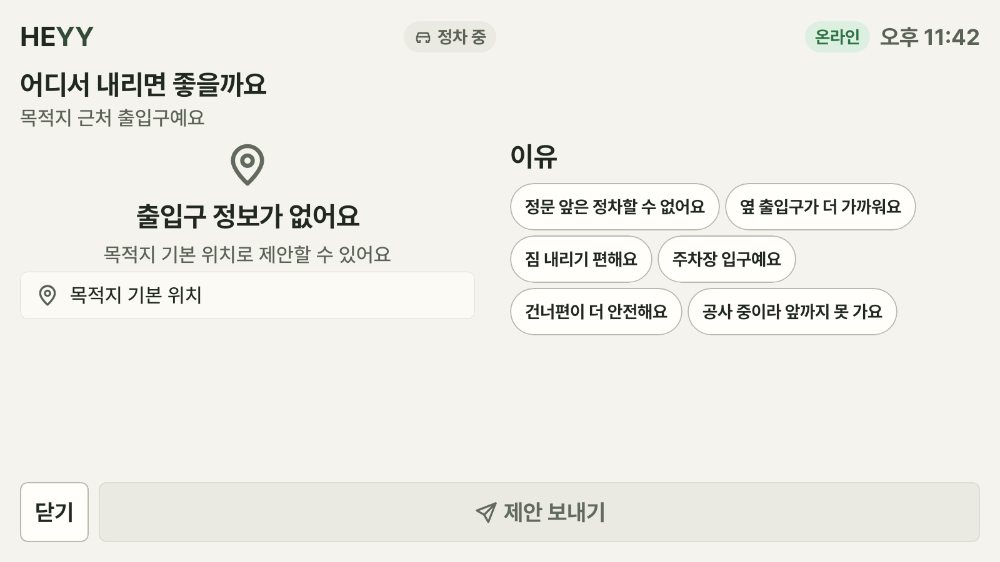 HEYY
정차 중
온라인
오후 11:42
어디서 내리면 좋을까요
목적지 근처 출입구예요
출입구 정보가 없어요
목적지 기본 위치로 제안할 수 있어요
목적지 기본 위치
이유
정문 앞은 정차할 수 없어요
옆 출입구가 더 가까워요
짐 내리기 편해요
주차장 입구예요
건너편이 더 안전해요
공사 중이라 앞까지 못 가요
닫기
제안 보내기